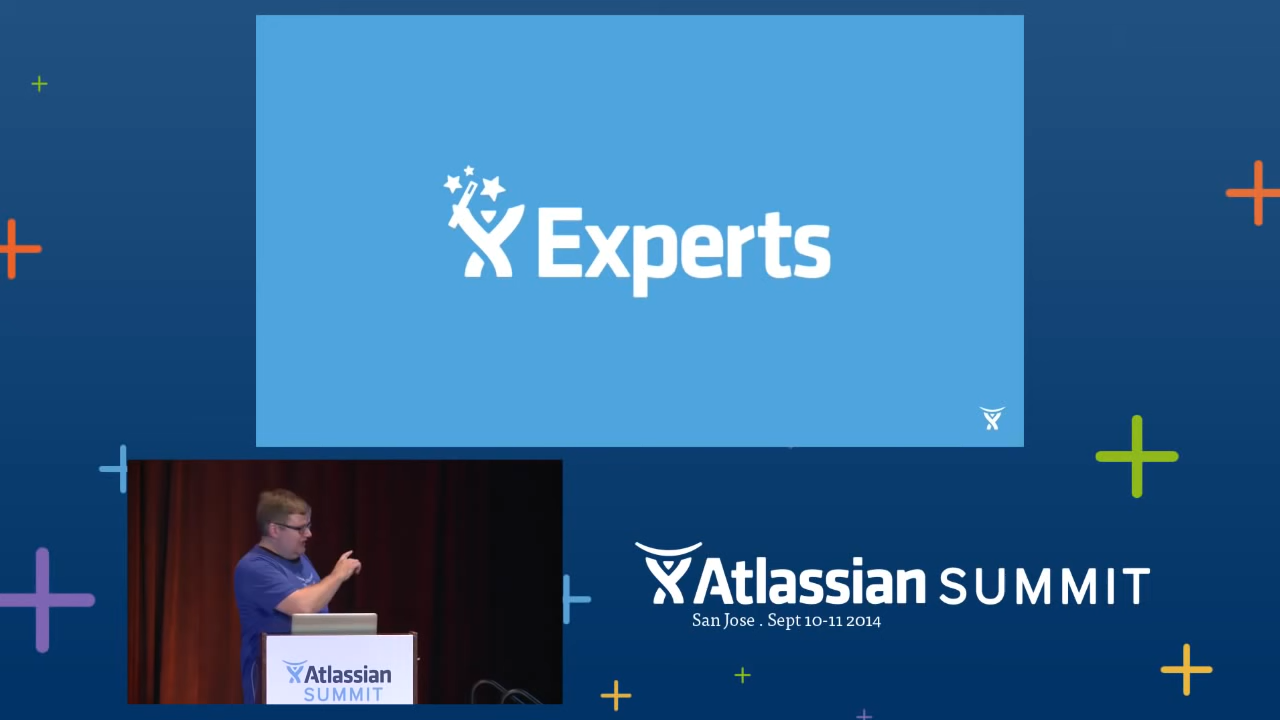 Experts
Atlassian SUMMIT
San Jose . Sept 10-11 2014
Atlassian
SUMMIT